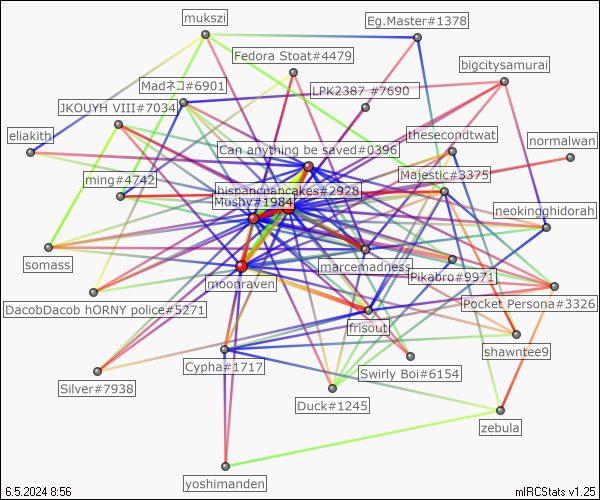 mukszi
Eg.Master#1378
Fedora Stoat#4479
bigcitysamurai
Madネコ#6901
LPK2387 #7690
JKOUYH VIII#7034
thesecondtwat
eliakith
normalwan
Can anything be saved#0396
Majestic#3375
ming#4742
hispanicpancakes#2928
Mushy#1984
neokingghidorah
somass
marcemadness
moonraven
Pikabro#9971
DacobDacob hORNY police#5271
Pocket Persona#3326
frisout
shawntee9
Cypha#1717
Swirly Boi#6154
Silver#7938
Duck#1245
zebula
yoshimanden
6.5.2024 8:56
mIRCStats v1.25